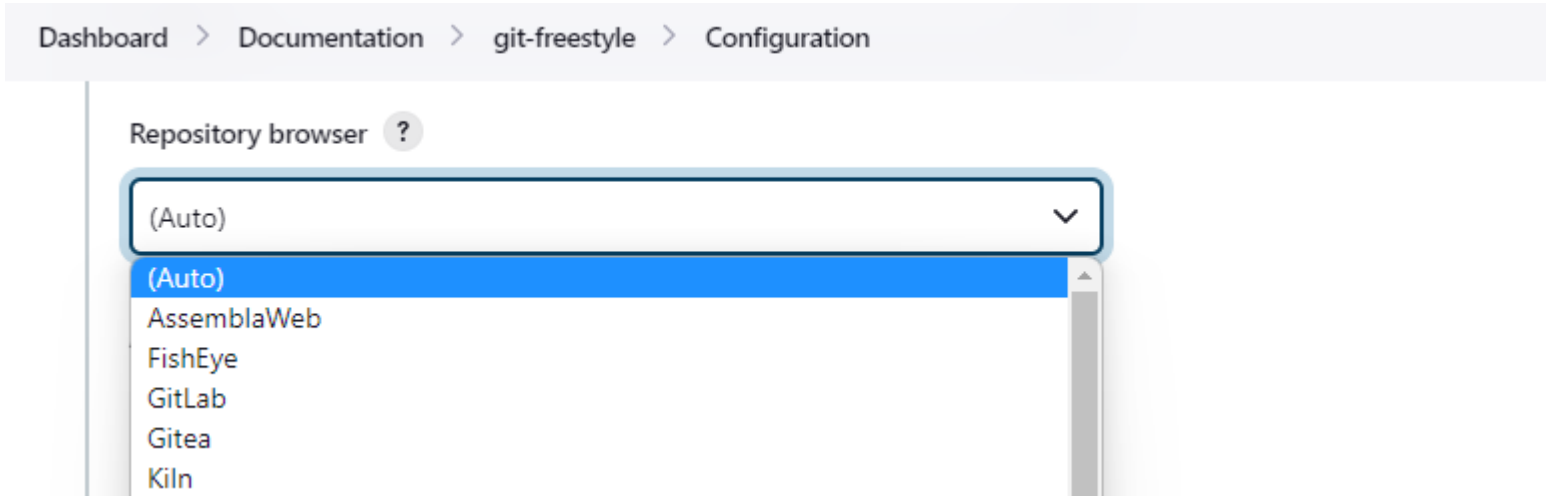 Dashboard > Documentation > git-freestyle > Configuration
Repository browser ?
(Auto)
(Auto)
AssemblaWeb
FishEye
GitLab
Gitea
Kiln